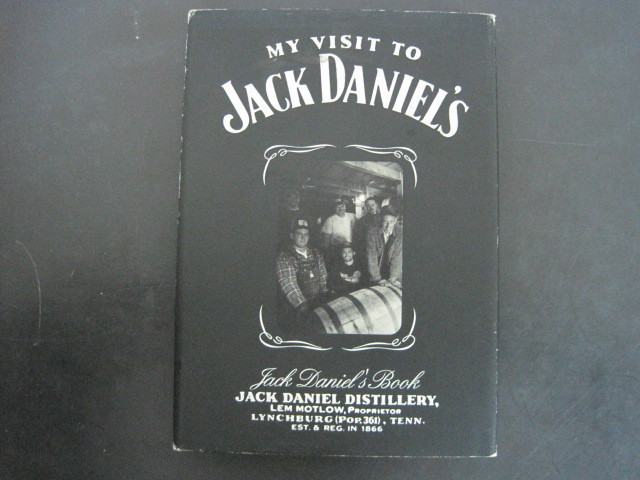 MY VISIT TO
JACK DANIEL'S
Jack Daniel's Book
JACK DANIEL DISTILLERY,
LEM MOTLOW, PROPRIETOR
LYNCHBURG (POP. 361), TENN.
EST. & REG. IN 1866